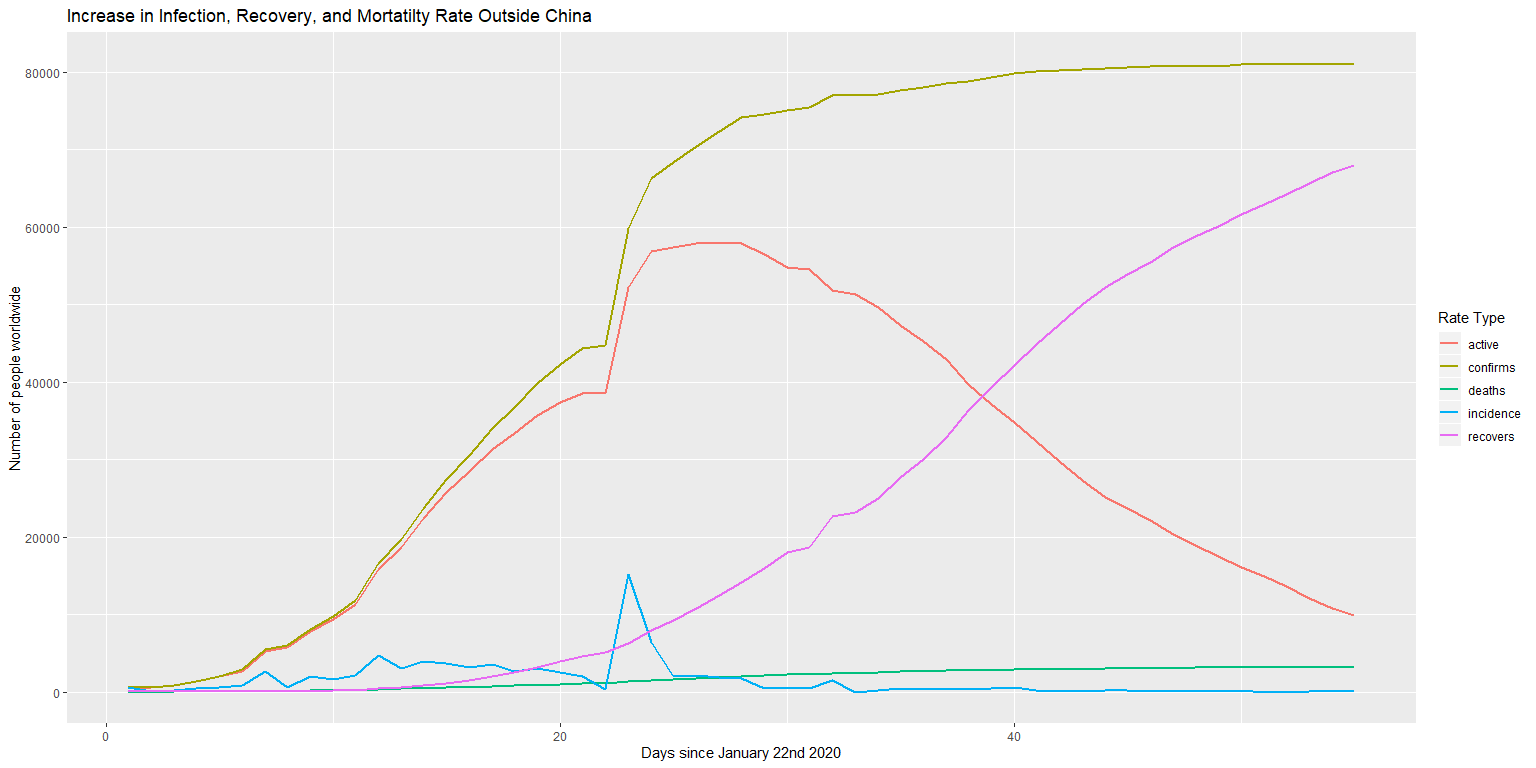 Increase in Infection, Recovery, and Mortatilty Rate Outside China
80000
60000
40000
20000
0
Number of people worldwide
0
20
40
Days since January 22nd 2020
Rate Type
active
confirms
deaths
incidence
recovers